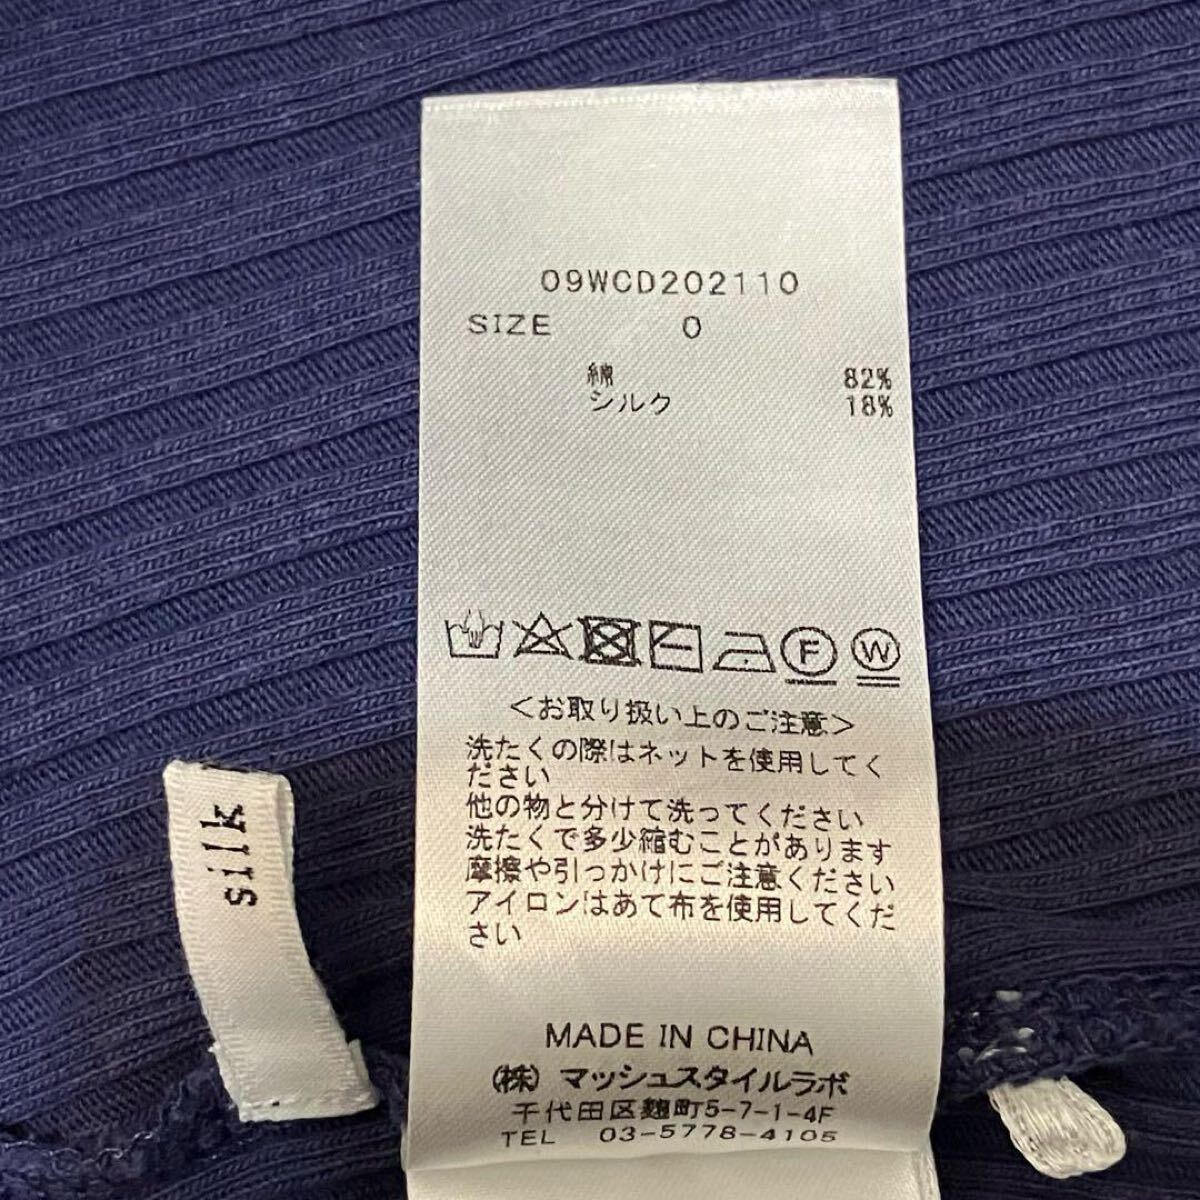 09WCD202110
SIZE 0
綿 82%
シルク 18%
F W
<お取り扱い上のご注意>
洗たくの際はネットを使用してく
ださい
他の物と分けて洗ってください
洗たくで多少縮むことがあります
摩擦や引っかけにご注意ください
アイロンはあて布を使用してくだ
さい
MADE IN CHINA
(株) マッシュスタイルラボ
千代田区麹町5-7-1-4F
TEL 03-5778-4105
silk